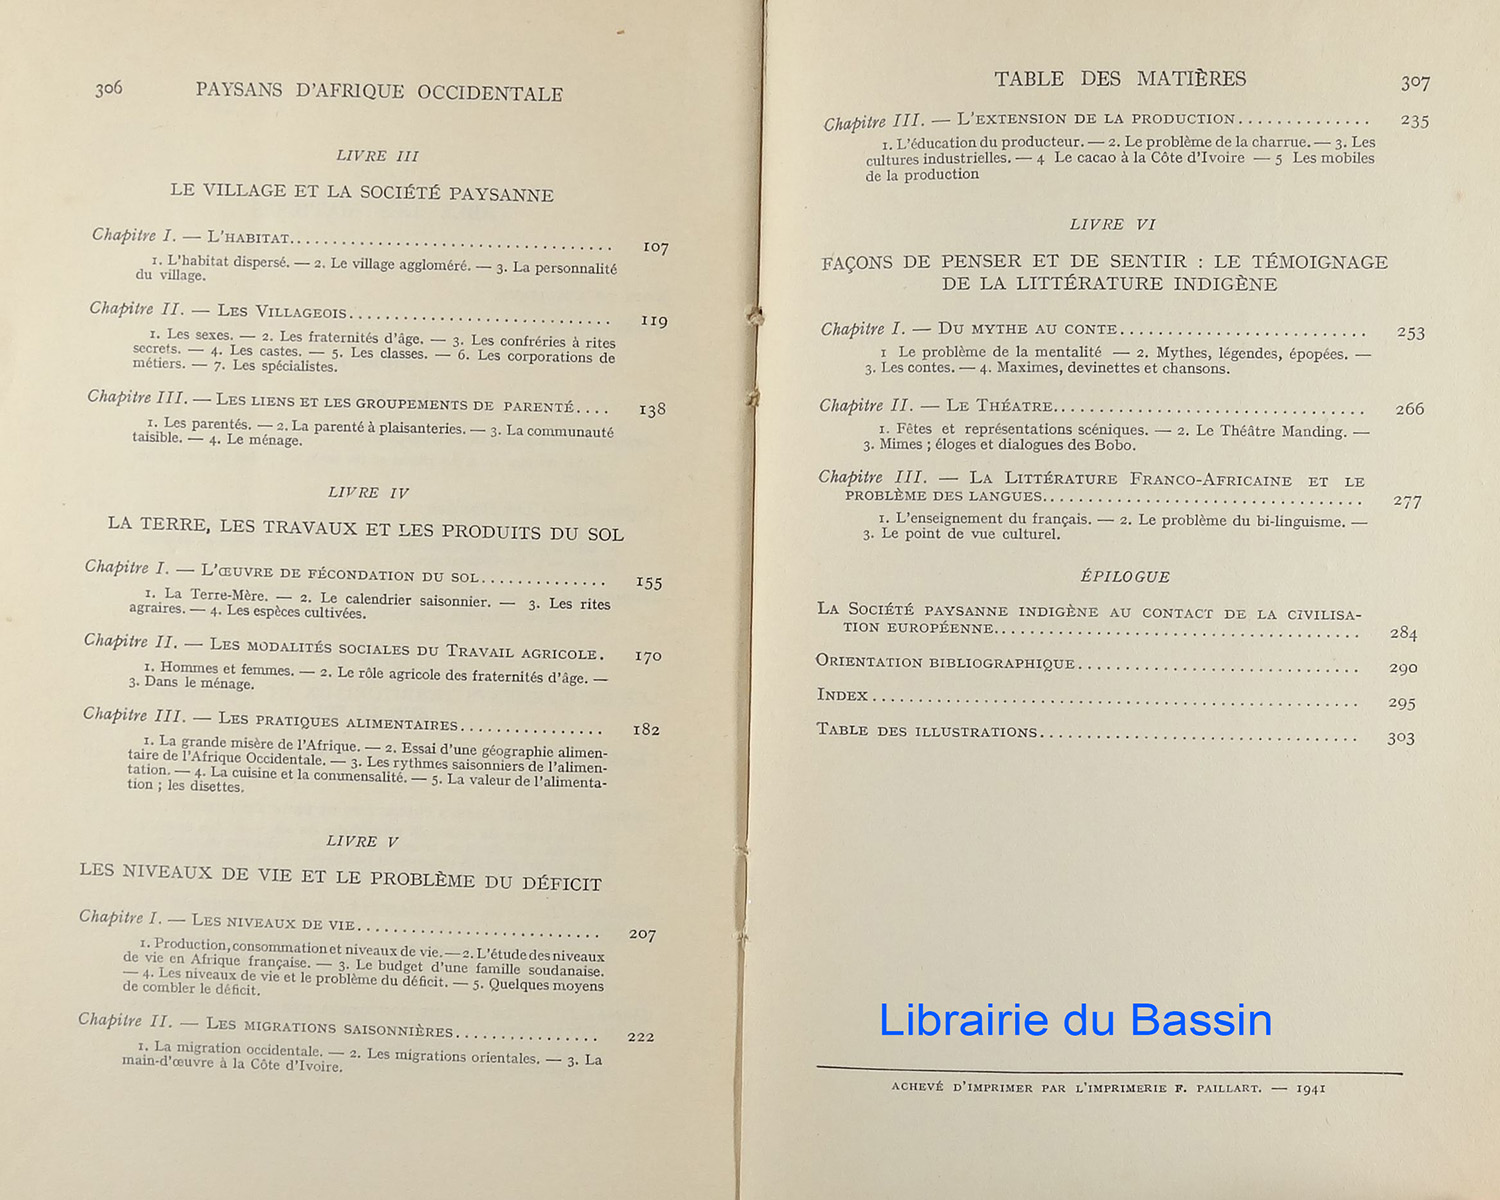 306 PAYSANS D'AFRIQUE OCCIDENTALE
LIVRE III
LE VILLAGE ET LA SOCIÉTÉ PAYSANNE
Chapitre I. — L'HABITAT.................................... 107
1. L'habitat dispersé. — 2. Le village aggloméré. — 3. La personnalité
du village.
Chapitre II. — LES VILLAGEOIS............................... 119
1. Les sexes. — 2. Les fraternités d'âge. — 3. Les confréries à rites
secrets. — 4. Les castes. — 5. Les classes. — 6. Les corporations de
métiers. — 7. Les spécialistes.
Chapitre III. — LES LIENS ET LES GROUPEMENTS DE PARENTÉ.... 138
1. Les parentés. — 2. La parenté à plaisanteries. — 3. La communauté
taisible. — 4. Le ménage.
LIVRE IV
LA TERRE, LES TRAVAUX ET LES PRODUITS DU SOL
Chapitre I. — L'ŒUVRE DE FÉCONDATION DU SOL.............. 155
1. La Terre-Mère. — 2. Le calendrier saisonnier. — 3. Les rites
agraires. — 4. Les espèces cultivées.
Chapitre II. — LES MODALITÉS SOCIALES DU TRAVAIL AGRICOLE. 170
1. Hommes et femmes. — 2. Le rôle agricole des fraternités d'âge. —
3. Dans le ménage.
Chapitre III. — LES PRATIQUES ALIMENTAIRES................ 182
1. La grande misère de l'Afrique. — 2. Essai d'une géographie alimen-
taire de l'Afrique Occidentale. — 3. Les rythmes saisonniers de l'alimen-
tation. — 4. La cuisine et la commensalité. — 5. La valeur de l'alimenta-
tion ; les disettes.
LIVRE V
LES NIVEAUX DE VIE ET LE PROBLÈME DU DÉFICIT
Chapitre I. — LES NIVEAUX DE VIE........................... 207
1. Production, consommation et niveaux de vie. — 2. L'étude des niveaux
de vie en Afrique française. — 3. Le budget d'une famille soudanaise.
— 4. Les niveaux de vie et le problème du déficit. — 5. Quelques moyens
de combler le déficit.
Chapitre II. — LES MIGRATIONS SAISONNIÈRES................ 222
1. La migration occidentale. — 2. Les migrations orientales. — 3. La
main-d'œuvre à la Côte d'Ivoire.
TABLE DES MATIÈRES 307
Chapitre III. — L'EXTENSION DE LA PRODUCTION.............. 235
1. L'éducation du producteur. — 2. Le problème de la charrue. — 3. Les
cultures industrielles. — 4 Le cacao à la Côte d'Ivoire — 5 Les mobiles
de la production
LIVRE VI
FAÇONS DE PENSER ET DE SENTIR : LE TÉMOIGNAGE
DE LA LITTÉRATURE INDIGÈNE
Chapitre I. — DU MYTHE AU CONTE........................... 253
1 Le problème de la mentalité — 2. Mythes, légendes, épopées. —
3. Les contes. — 4. Maximes, devinettes et chansons.
Chapitre II. — LE THÉATRE................................. 266
1. Fêtes et représentations scéniques. — 2. Le Théâtre Manding. —
3. Mimes ; éloges et dialogues des Bobo.
Chapitre III. — LA LITTÉRATURE FRANCO-AFRICAINE ET LE
PROBLÈME DES LANGUES.................................. 277
1. L'enseignement du français. — 2. Le problème du bi-linguisme. —
3. Le point de vue culturel.
ÉPILOGUE
LA SOCIÉTÉ PAYSANNE INDIGÈNE AU CONTACT DE LA CIVILISA-
TION EUROPÉENNE....................................... 284
ORIENTATION BIBLIOGRAPHIQUE.............................. 290
INDEX.................................................... 295
TABLE DES ILLUSTRATIONS.................................. 303
Librairie du Bassin
ACHEVÉ D'IMPRIMER PAR L'IMPRIMERIE F. PAILLART. — 1941